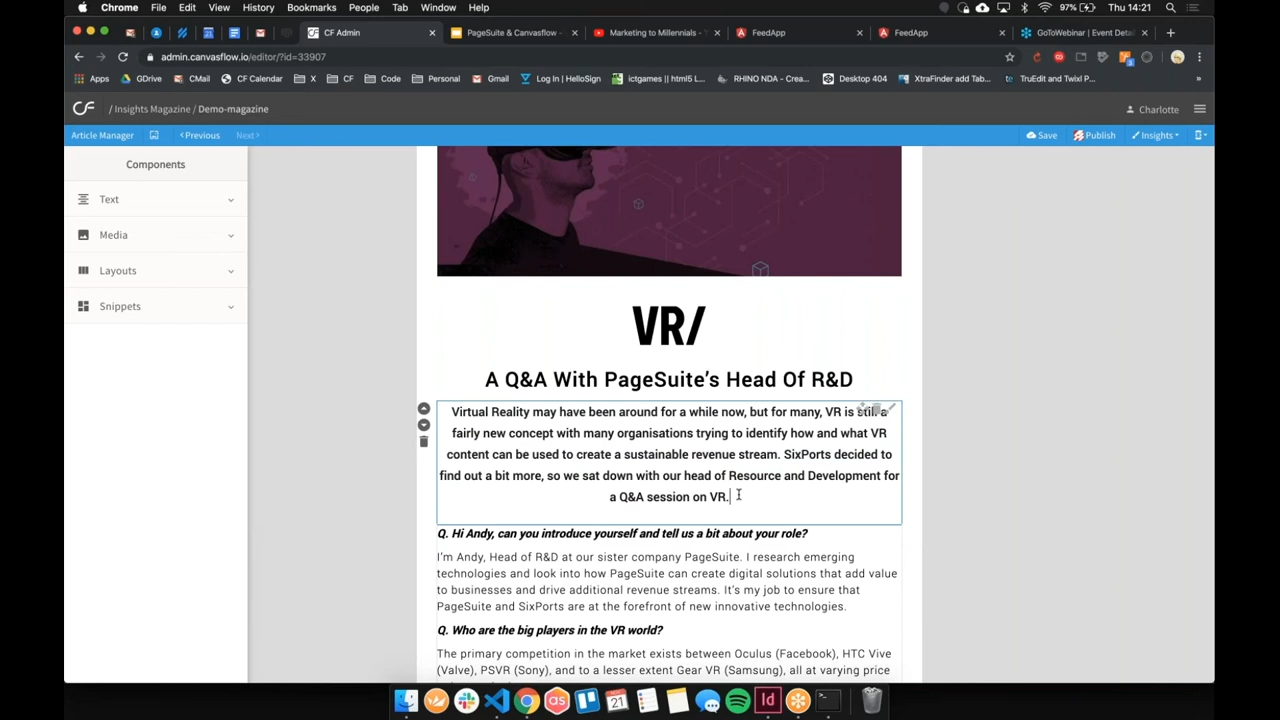 Chrome File Edit View History Bookmarks People Tab Window Help 97% Thu 14:21
CF Admin PageSuite & Canvasflow - Marketing to Millennials - FeedApp FeedApp GoToWebinar | Event Detai
admin.canvasflow.io/editor/?id=33907
Apps GDrive CMail CF Calendar X CF Code Personal Gmail Log In | HelloSign ictgames || html5 L... RHINO NDA - Crea... Desktop 404 XtraFinder add Tab... TruEdit and Twixl P... »
CF / Insights Magazine / Demo-magazine Charlotte
Article Manager Previous Next Save Publish Insights
Components
Text
Media
Layouts
Snippets
VR/
A Q&A With PageSuite's Head Of R&D
Virtual Reality may have been around for a while now, but for many, VR is still a
fairly new concept with many organisations trying to identify how and what VR
content can be used to create a sustainable revenue stream. SixPorts decided to
find out a bit more, so we sat down with our head of Resource and Development for
a Q&A session on VR.
Q. Hi Andy, can you introduce yourself and tell us a bit about your role?
I'm Andy, Head of R&D at our sister company PageSuite. I research emerging
technologies and look into how PageSuite can create digital solutions that add value
to businesses and drive additional revenue streams. It's my job to ensure that
PageSuite and SixPorts are at the forefront of new innovative technologies.
Q. Who are the big players in the VR world?
The primary competition in the market exists between Oculus (Facebook), HTC Vive
(Valve), PSVR (Sony), and to a lesser extent Gear VR (Samsung), all at varying price
NOV
21
Id